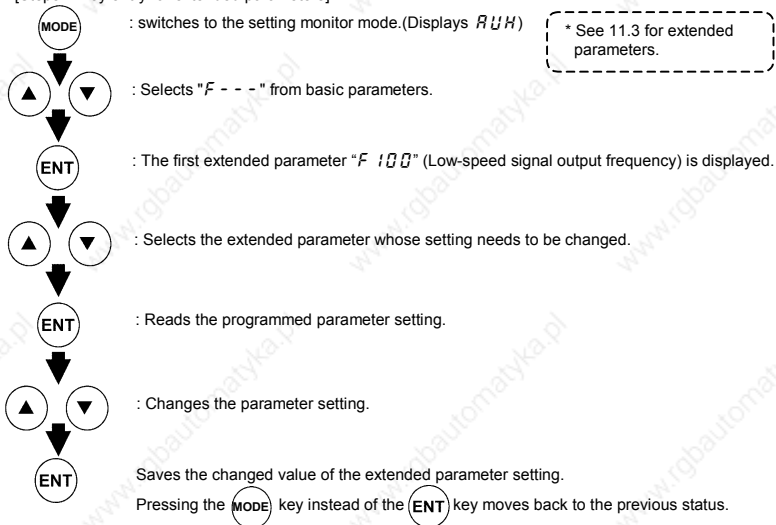 MODE : switches to the setting monitor mode.(Displays AUH)
* See 11.3 for extended
parameters.
▲ ▼ : Selects "F - - -" from basic parameters.
ENT : The first extended parameter “F 100” (Low-speed signal output frequency) is displayed.
▲ ▼ : Selects the extended parameter whose setting needs to be changed.
ENT : Reads the programmed parameter setting.
▲ ▼ : Changes the parameter setting.
ENT Saves the changed value of the extended parameter setting.
Pressing the MODE key instead of the ENT key moves back to the previous status.
www.rgbautomatyka.pl